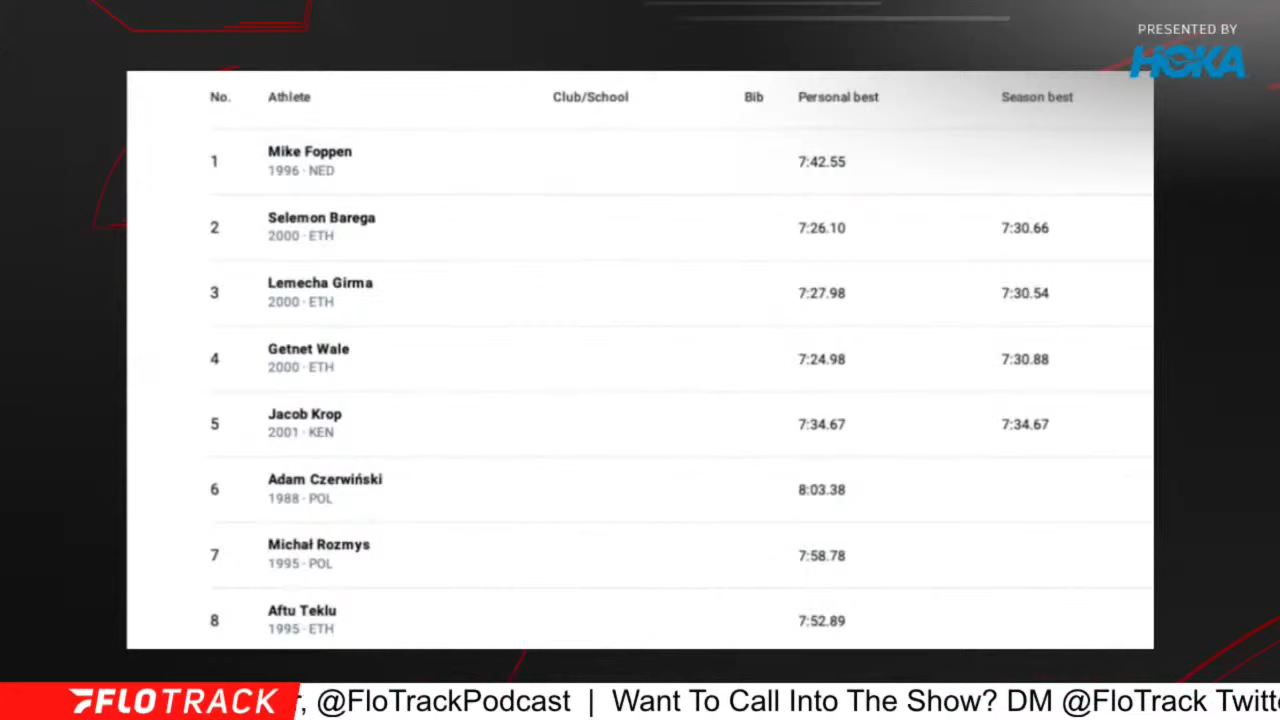 PRESENTED BY
HOKA
No. Athlete Club/School Bib Personal best Season best
1 Mike Foppen 7:42.55
1996 · NED
2 Selemon Barega 7:26.10 7:30.66
2000 · ETH
3 Lemecha Girma 7:27.98 7:30.54
2000 · ETH
4 Getnet Wale 7:24.98 7:30.88
2000 · ETH
5 Jacob Krop 7:34.67 7:34.67
2001 · KEN
6 Adam Czerwiński 8:03.38
1988 · POL
7 Michał Rozmys 7:58.78
1995 · POL
8 Aftu Teklu 7:52.89
1995 · ETH
FLOTRACK r, @FloTrackPodcast | Want To Call Into The Show? DM @FloTrack Twitt